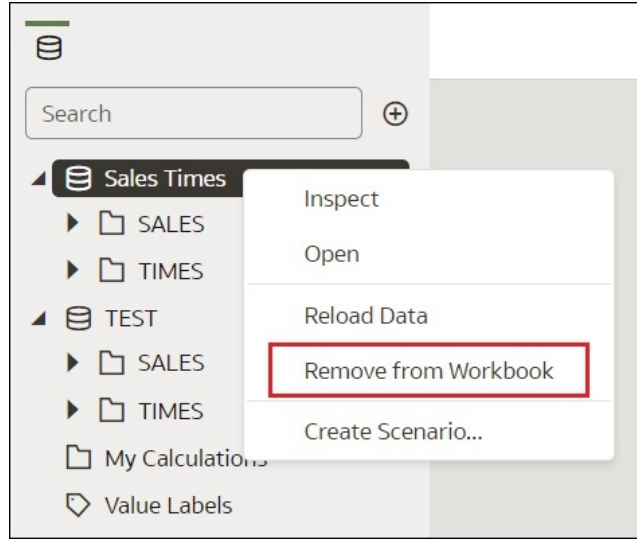 Search
Sales Times
SALES
TIMES
TEST
SALES
TIMES
My Calculations
Value Labels
Inspect
Open
Reload Data
Remove from Workbook
Create Scenario...